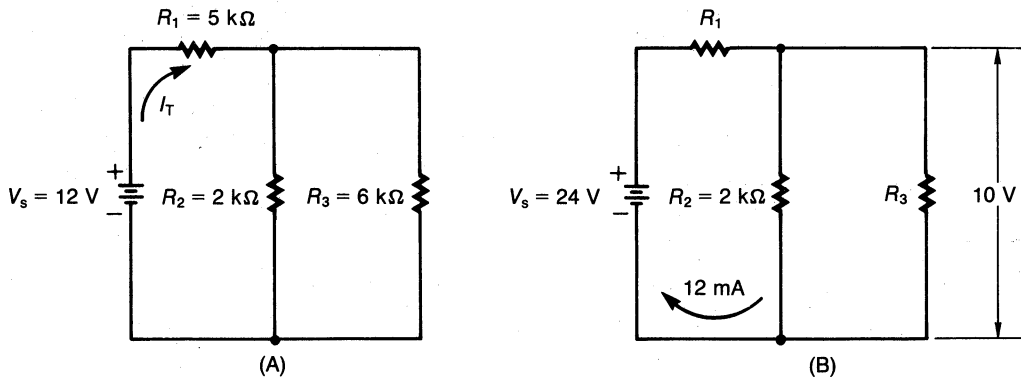 R₁ = 5 kΩ
I_T
+
Vₛ = 12 V
−
R₂ = 2 kΩ
R₃ = 6 kΩ
(A)
R₁
+
Vₛ = 24 V
−
R₂ = 2 kΩ
R₃
10 V
12 mA
(B)